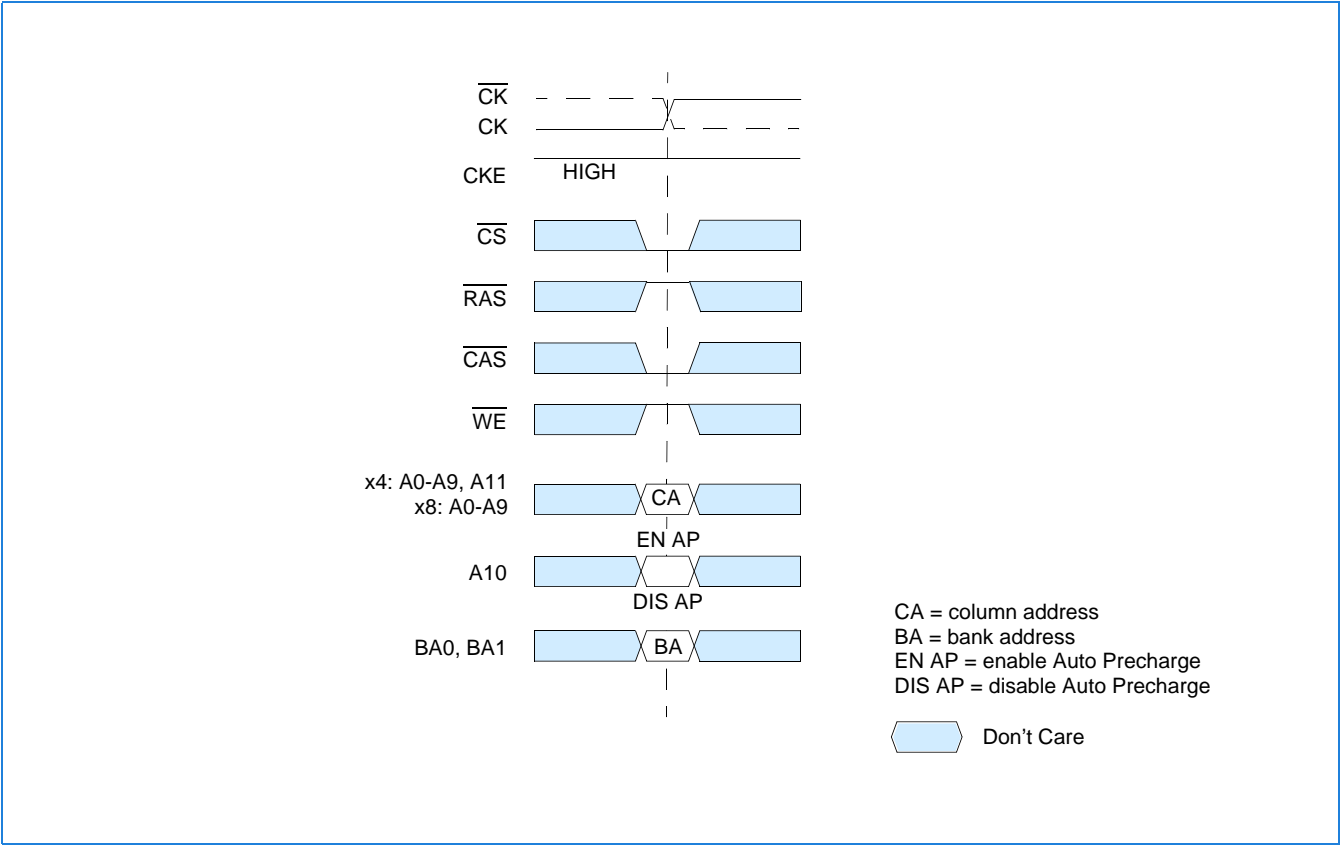 CK
CK
CKE
HIGH
CS
RAS
CAS
WE
x4: A0-A9, A11
x8: A0-A9
CA
EN AP
A10
DIS AP
BA0, BA1
BA
CA = column address
BA = bank address
EN AP = enable Auto Precharge
DIS AP = disable Auto Precharge
Don't Care